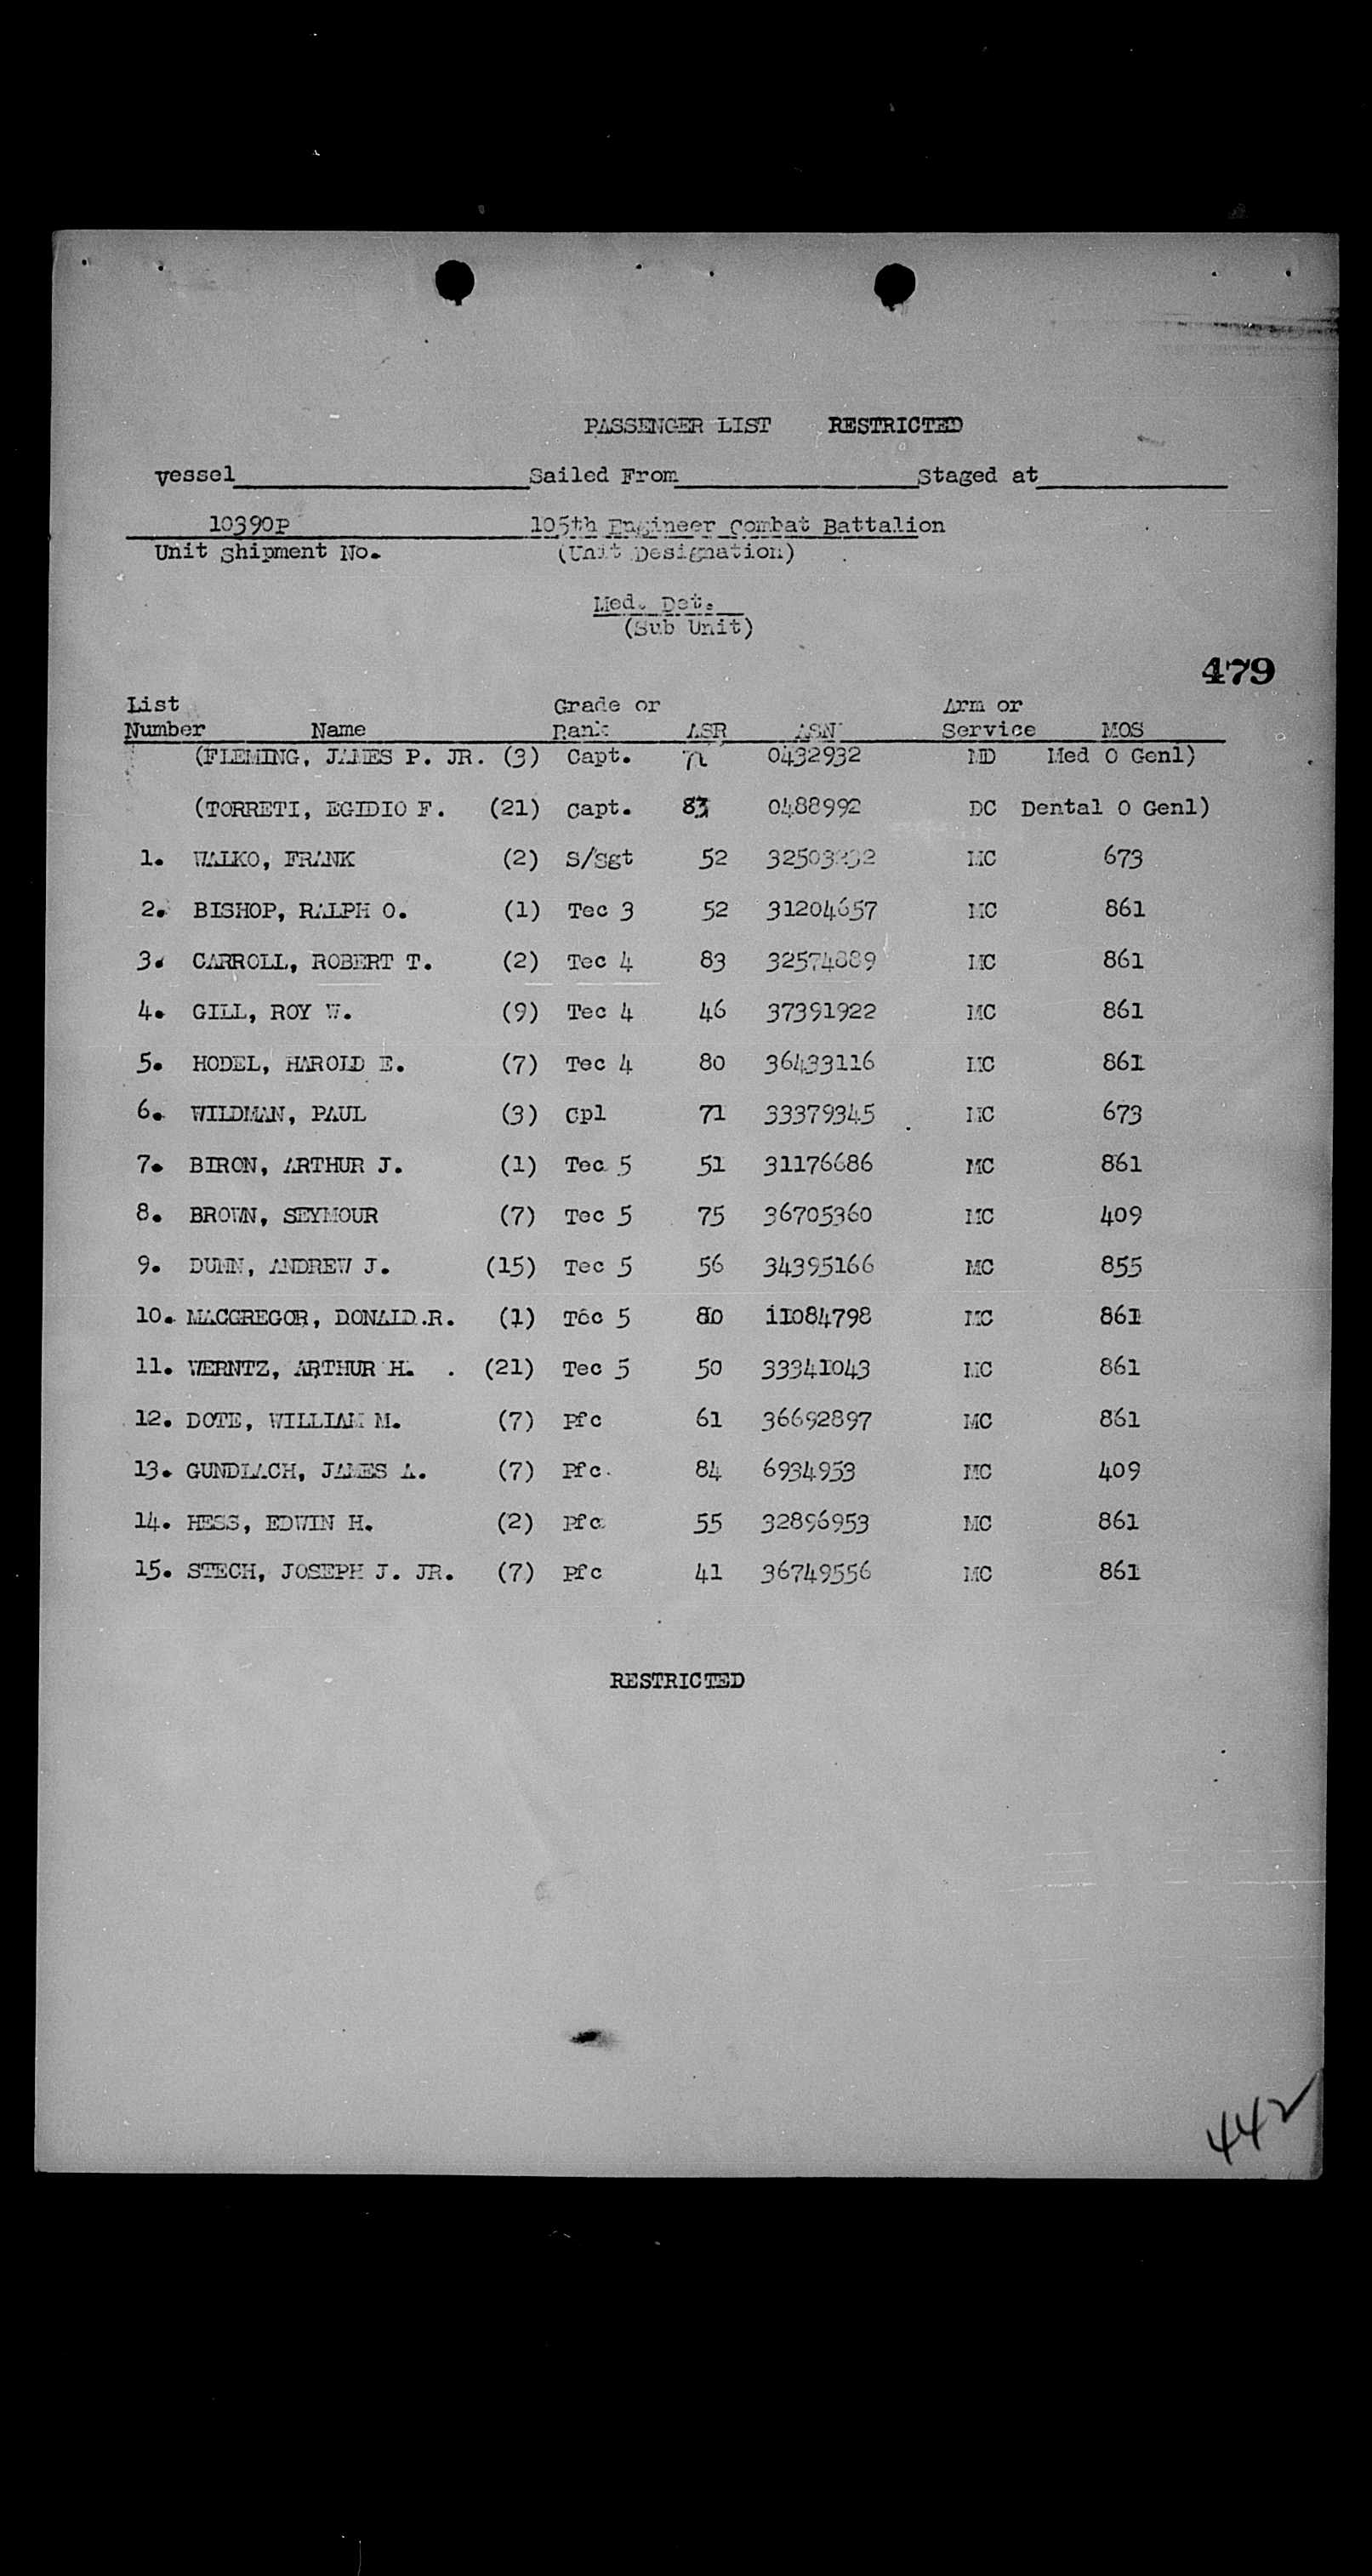 PASSENGER LIST RESTRICTED
Vessel Sailed From Staged at
10390P 105th Engineer Combat Battalion
Unit Shipment No. (Unit Designation)
Med. Det.
(Sub Unit)
479
List Grade or Arm or
Number Name Rank ASR ASN Service MOS
(FLEMING, JAMES P. JR. (3) Capt. 0432932 MD Med O Genl)
(TORRETI, EGIDIO F. (21) Capt. 83 0488992 DC Dental O Genl)
1. WALKO, FRANK (2) S/Sgt 52 MC 673
2. BISHOP, RALPH O. (1) Tec 3 52 31204657 MC 861
3. CARROLL, ROBERT T. (2) Tec 4 83 32574889 MC 861
4. GILL, ROY W. (9) Tec 4 46 37391922 MC 861
5. HODEL, HAROLD E. (7) Tec 4 80 36433116 MC 861
6. WILDMAN, PAUL (3) Cpl 71 33379345 MC 673
7. BIRON, ARTHUR J. (1) Tec 5 51 31176686 MC 861
8. BROWN, SEYMOUR (7) Tec 5 75 36705360 MC 409
9. DUNN, ANDREW J. (15) Tec 5 56 34395166 MC 855
10. MACGREGOR, DONALD.R. (1) Tec 5 80 11084798 MC 861
11. WERNTZ, ARTHUR H. . (21) Tec 5 50 33341043 MC 861
12. DOTE, WILLIAM M. (7) Pfc 61 36692897 MC 861
13. GUNDLACH, JAMES A. (7) Pfc. 84 6934953 MC 409
14. HESS, EDWIN H. (2) Pfc 55 32896953 MC 861
15. STECH, JOSEPH J. JR. (7) Pfc 41 36749556 MC 861
RESTRICTED
442